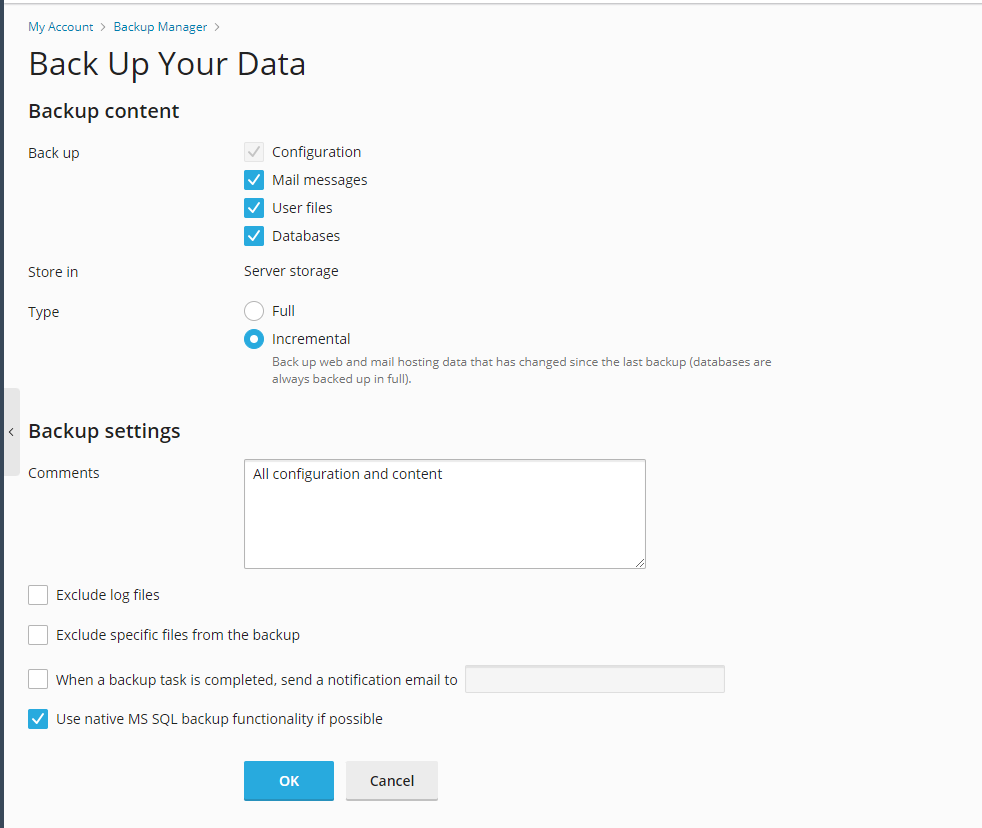 My Account > Backup Manager >
Back Up Your Data
Backup content
Back up
Configuration
Mail messages
User files
Databases
Store in
Server storage
Type
Full
Incremental
Back up web and mail hosting data that has changed since the last backup (databases are
always backed up in full).
Backup settings
Comments
All configuration and content
Exclude log files
Exclude specific files from the backup
When a backup task is completed, send a notification email to
Use native MS SQL backup functionality if possible
OK
Cancel